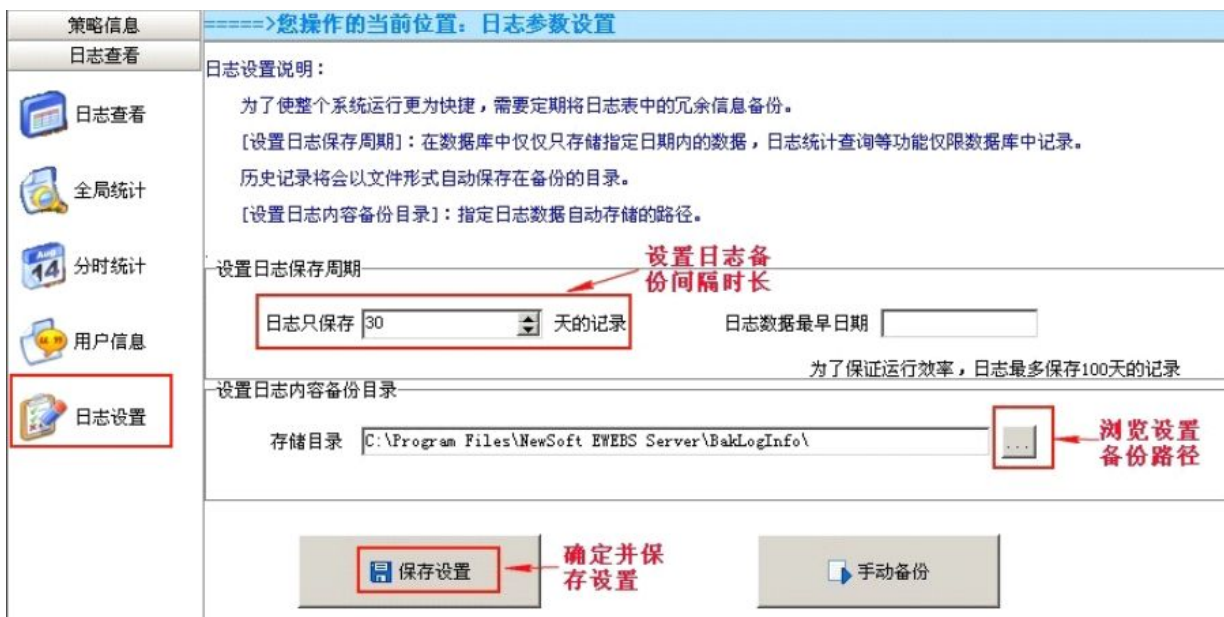 策略信息
日志查看
日志查看
全局统计
分时统计
用户信息
日志设置
=====>您操作的当前位置：日志参数设置
日志设置说明：
为了使整个系统运行更为快捷，需要定期将日志表中的冗余信息备份。
[设置日志保存周期]：在数据库中仅仅只存储指定日期内的数据，日志统计查询等功能仅限数据库中记录。
历史记录将会以文件形式自动保存在备份的目录。
[设置日志内容备份目录]：指定日志数据自动存储的路径。
设置日志保存周期
设置日志备
份间隔时长
日志只保存 30 天的记录 日志数据最早日期
为了保证运行效率，日志最多保存100天的记录
设置日志内容备份目录
存储目录 C:\Program Files\NewSoft EWEBS Server\BakLogInfo\ ...
浏览设置
备份路径
保存设置
确定并保
存设置
手动备份